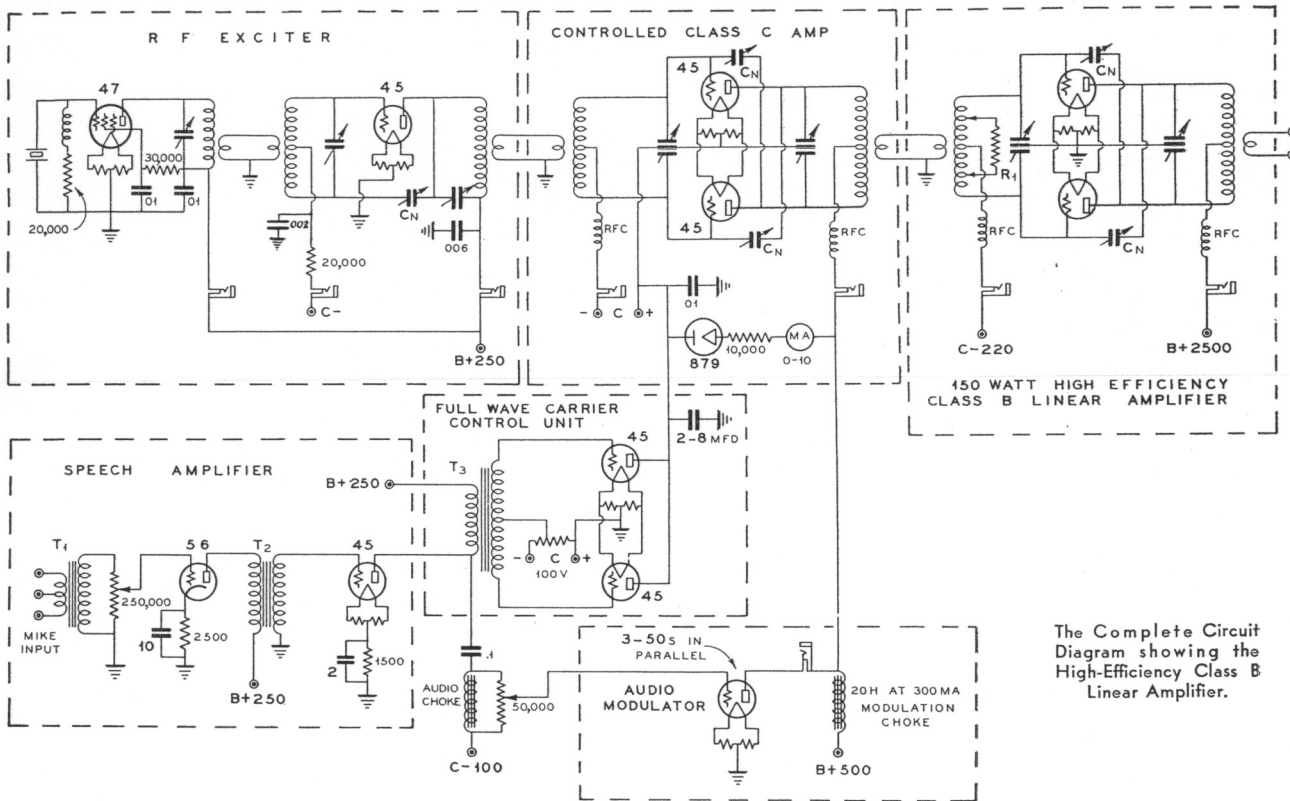 R F EXCITER
47
30,000
01
01
20,000
45
CN
002
006
20,000
C-
B+250
CONTROLLED CLASS C AMP
45
CN
45
CN
RFC
RFC
- C +
01
879
10,000
MA
0-10
CN
R1
CN
RFC
RFC
C-220
B+2500
150 WATT HIGH EFFICIENCY
CLASS B LINEAR AMPLIFIER
FULL WAVE CARRIER
CONTROL UNIT
2-8 MFD
45
T3
B+250
- C +
100V
45
SPEECH AMPLIFIER
T1
56
T2
45
250,000
MIKE
INPUT
10
2500
2
1500
B+250
.1
AUDIO
CHOKE
50,000
C-100
3-50s IN
PARALLEL
AUDIO
MODULATOR
20H AT 300MA
MODULATION
CHOKE
B+500
The Complete Circuit
Diagram showing the
High-Efficiency Class B
Linear Amplifier.